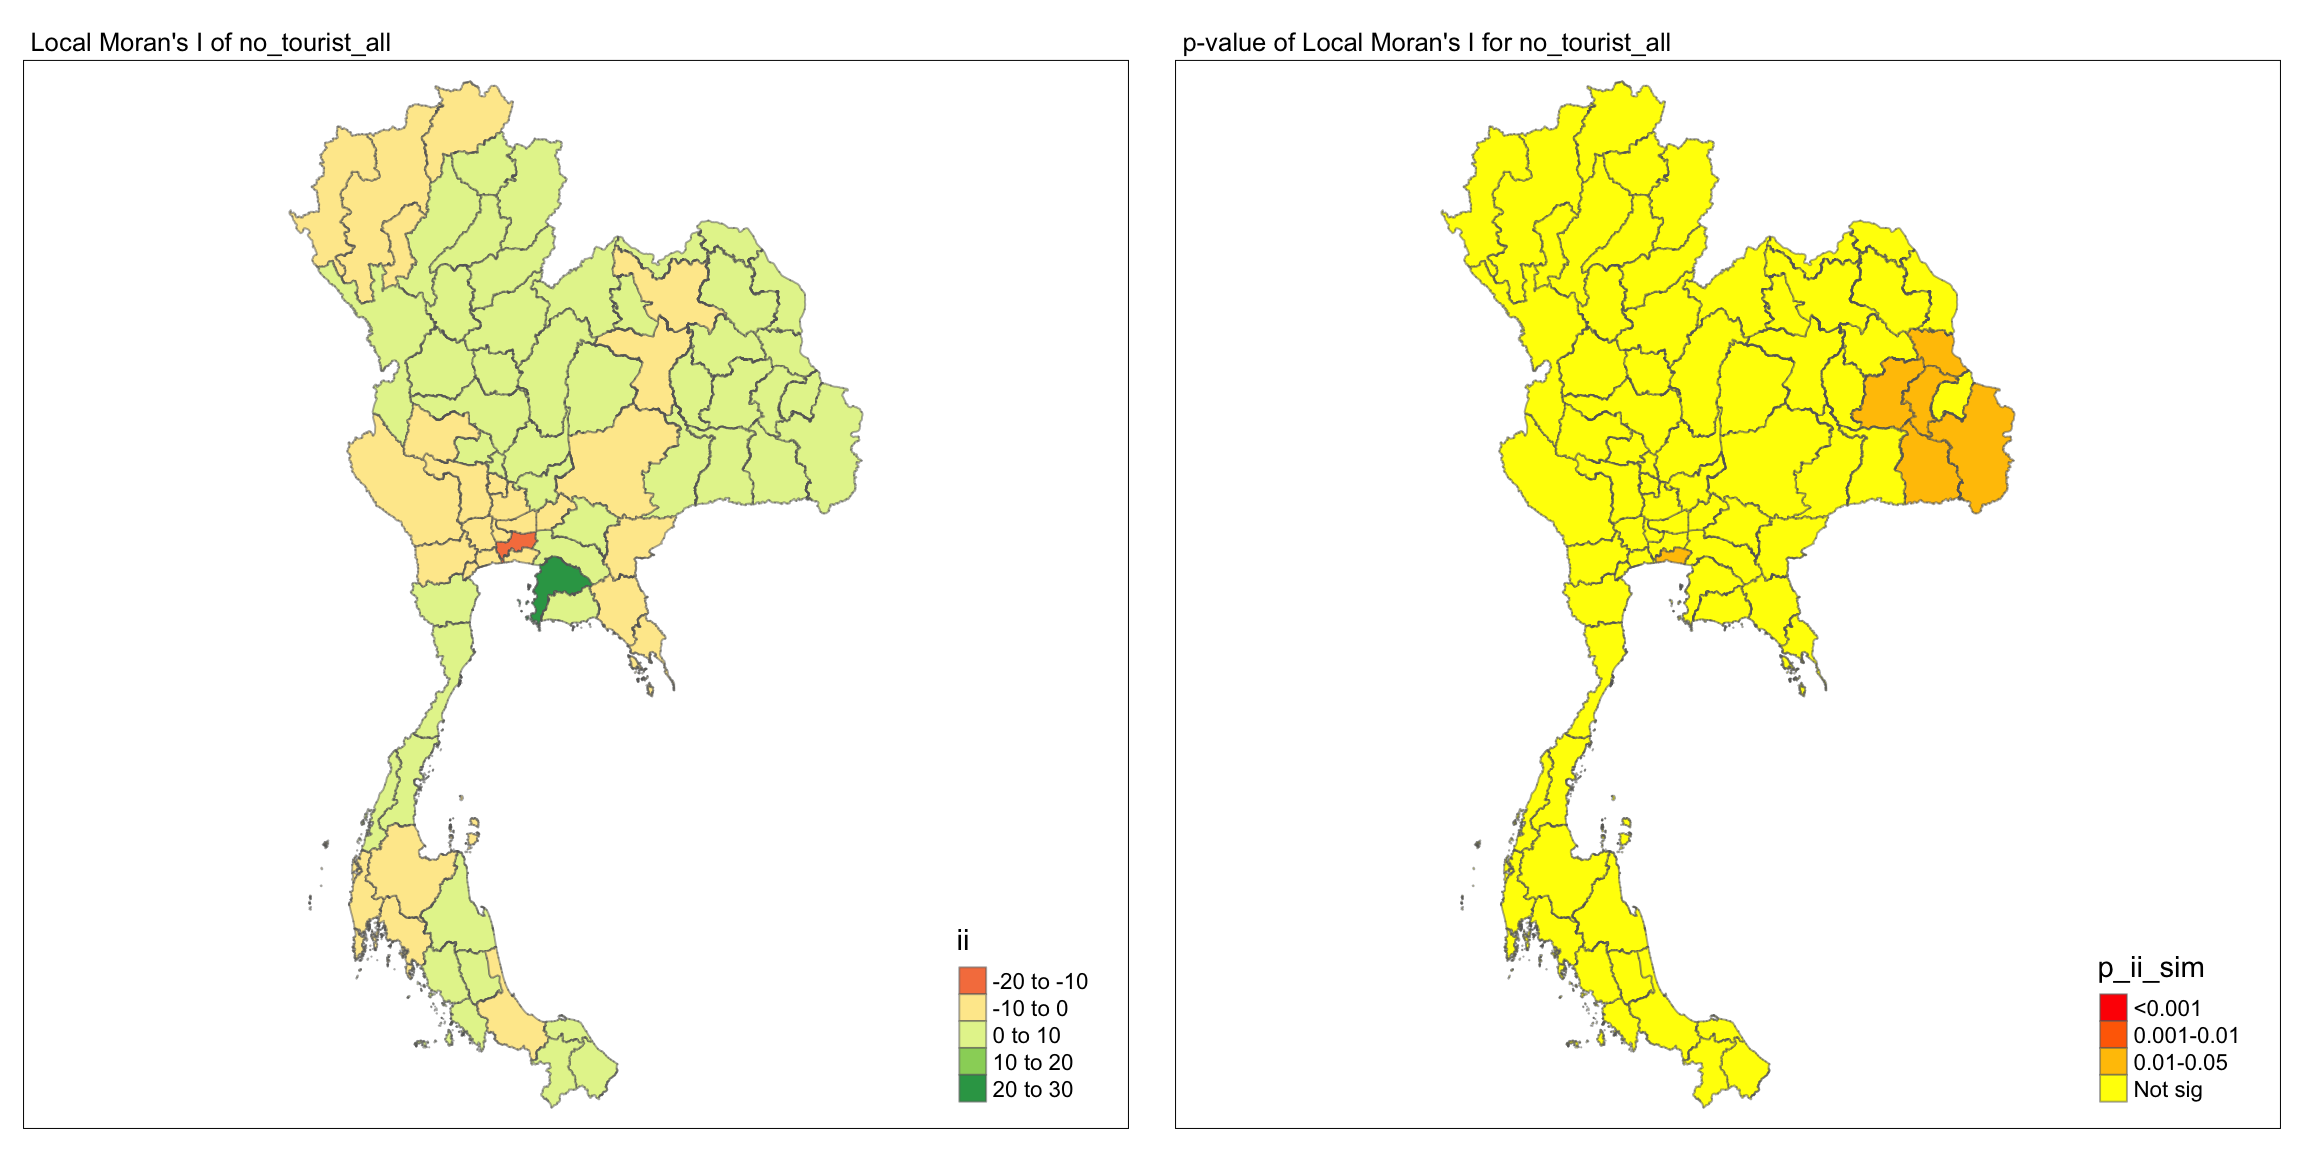 Local Moran's I of no_tourist_all
ii
-20 to -10
-10 to 0
0 to 10
10 to 20
20 to 30
p-value of Local Moran's I for no_tourist_all
p_ii_sim
<0.001
0.001-0.01
0.01-0.05
Not sig